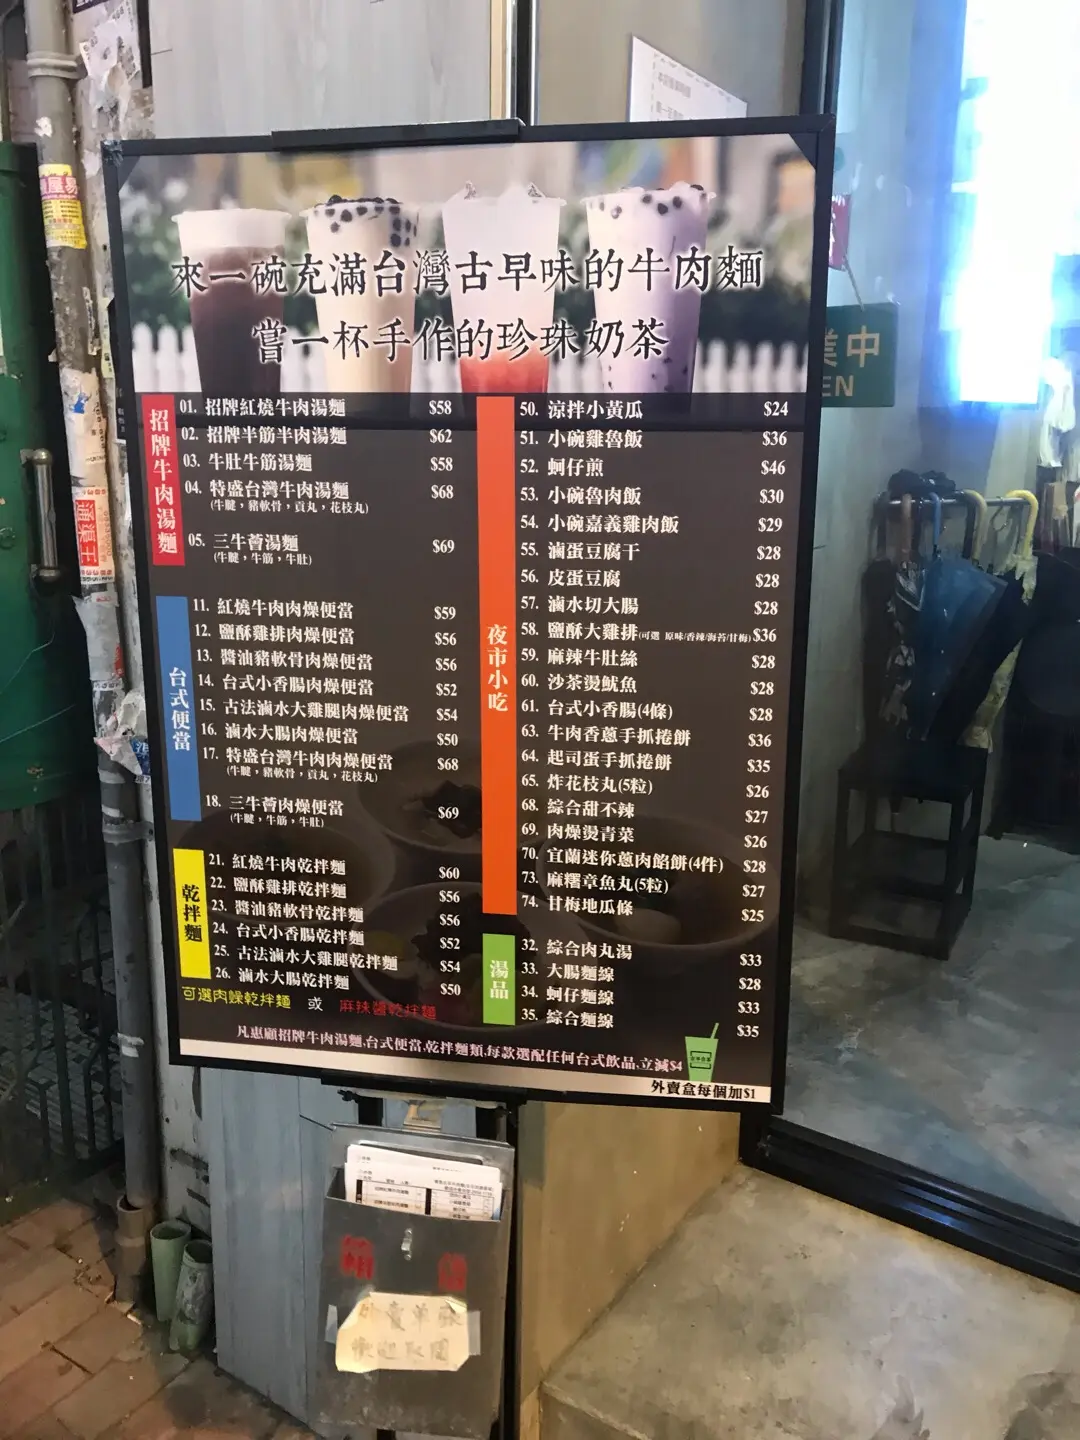 來一碗充滿台灣古早味的牛肉麵
嘗一杯手作的珍珠奶茶
招牌牛肉湯麵
01. 招牌紅燒牛肉湯麵 $58
02. 招牌半筋半肉湯麵 $62
03. 牛肚牛筋湯麵 $58
04. 特盛台灣牛肉湯麵 $68
(牛腱，豬軟骨，貢丸，花枝丸)
05. 三牛薈湯麵 $69
(牛腱，牛筋，牛肚)
台式便當
11. 紅燒牛肉肉燥便當 $59
12. 鹽酥雞排肉燥便當 $56
13. 醬油豬軟骨肉燥便當 $56
14. 台式小香腸肉燥便當 $52
15. 古法滷水大雞腿肉燥便當 $54
16. 滷水大腸肉燥便當 $50
17. 特盛台灣牛肉肉燥便當 $68
(牛腱，豬軟骨，貢丸，花枝丸)
18. 三牛薈肉燥便當 $69
(牛腱，牛筋，牛肚)
乾拌麵
21. 紅燒牛肉乾拌麵 $60
22. 鹽酥雞排乾拌麵 $56
23. 醬油豬軟骨乾拌麵 $56
24. 台式小香腸乾拌麵 $52
25. 古法滷水大雞腿乾拌麵 $54
26. 滷水大腸乾拌麵 $50
可選肉燥乾拌麵 或 麻辣醬乾拌麵
夜市小吃
50. 涼拌小黃瓜 $24
51. 小碗雞魯飯 $36
52. 蚵仔煎 $46
53. 小碗魯肉飯 $30
54. 小碗嘉義雞肉飯 $29
55. 滷蛋豆腐干 $28
56. 皮蛋豆腐 $28
57. 滷水切大腸 $28
58. 鹽酥大雞排(可選 原味/香辣/海苔/甘梅) $36
59. 麻辣牛肚絲 $28
60. 沙茶燙魷魚 $28
61. 台式小香腸(4條) $28
63. 牛肉香蔥手抓捲餅 $36
64. 起司蛋手抓捲餅 $35
65. 炸花枝丸(5粒) $26
68. 綜合甜不辣 $27
69. 肉燥燙青菜 $26
70. 宜蘭迷你蔥肉餡餅(4件) $28
73. 麻糬章魚丸(5粒) $27
74. 甘梅地瓜條 $25
湯品
32. 綜合肉丸湯 $33
33. 大腸麵線 $28
34. 蚵仔麵線 $33
35. 綜合麵線 $35
凡惠顧招牌牛肉湯麵,台式便當,乾拌麵類,每款選配任何台式飲品,立減$4
外賣盒每個加$1
業中
EN
外賣單張
歡迎取閱